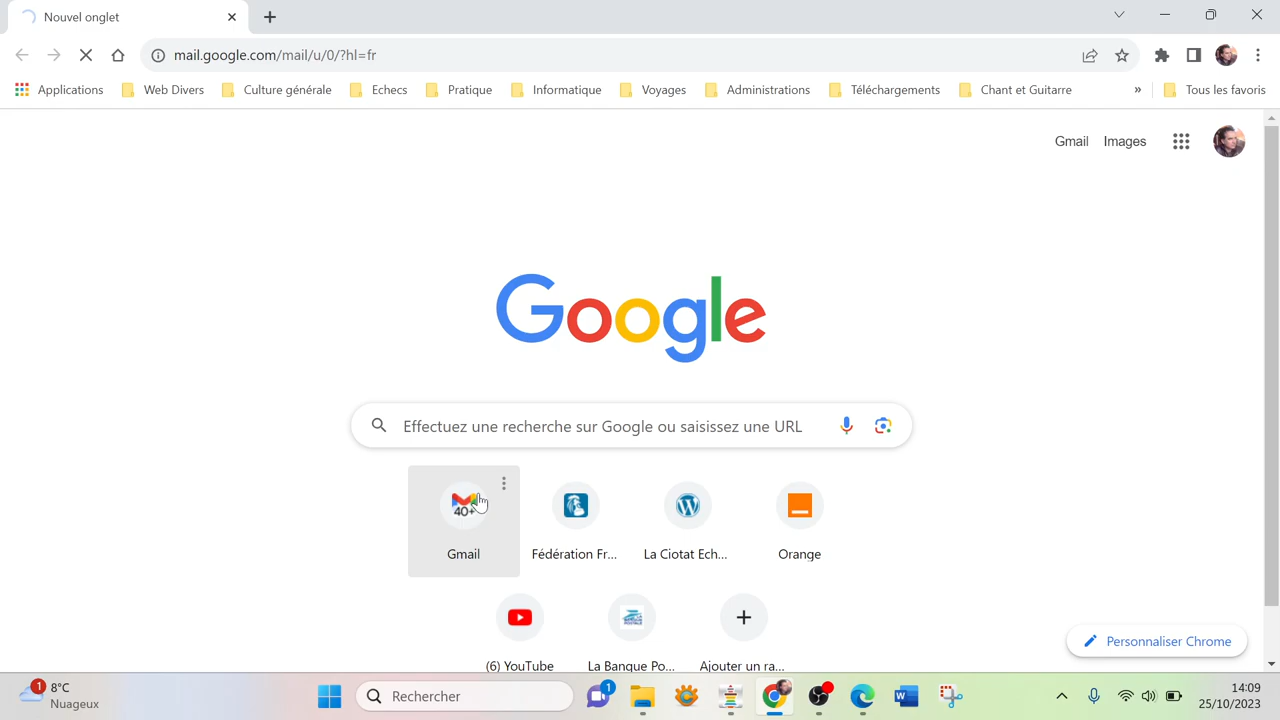 Nouvel onglet
mail.google.com/mail/u/0/?hl=fr
Applications Web Divers Culture générale Echecs Pratique Informatique Voyages Administrations Téléchargements Chant et Guitare » Tous les favoris
Gmail Images
Google
Effectuez une recherche sur Google ou saisissez une URL
40+
Gmail Fédération Fr... La Ciotat Ech... Orange
(6) YouTube La Banque Po... Ajouter un ra...
Personnaliser Chrome
1 8°C
Nuageux
Rechercher
1
W
14:09
25/10/2023